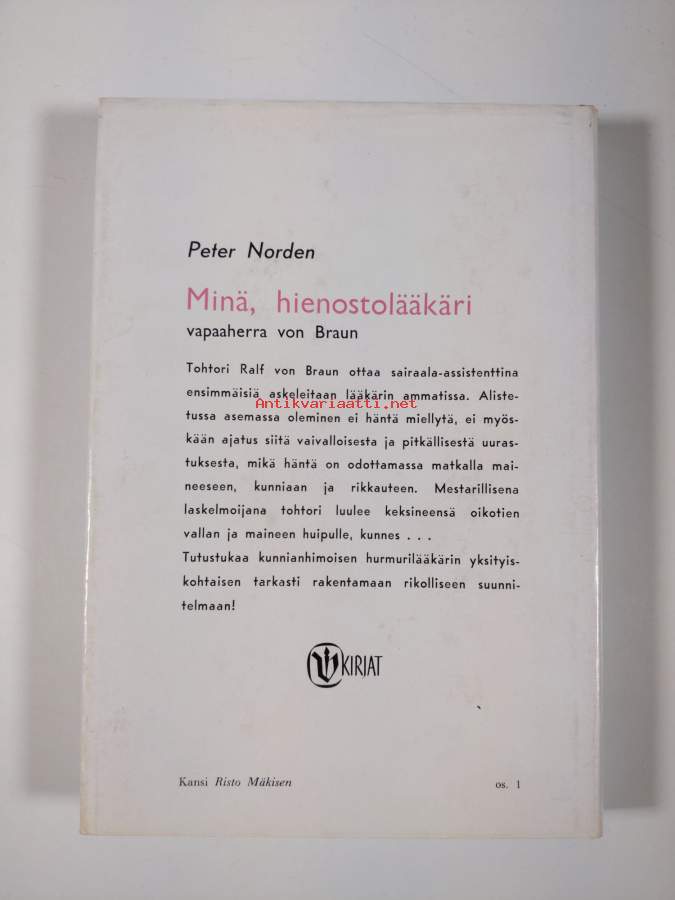 Peter Norden
Minä, hienostolääkäri
vapaaherra von Braun
Tohtori Ralf von Braun ottaa sairaala-assistenttina
ensimmäisiä askeleitaan lääkärin ammatissa. Aliste-
Antikvariaatti.net
tussa asemassa oleminen ei häntä miellytä, ei myös-
kään ajatus siitä vaivalloisesta ja pitkällisestä uuras-
tuksesta, mikä häntä on odottamassa matkalla mai-
neeseen, kunniaan ja rikkauteen. Mestarillisena
laskelmoijana tohtori luulee keksineensä oikotien
vallan ja maineen huipulle, kunnes . . .
Tutustukaa kunnianhimoisen hurmurilääkärin yksityis-
kohtaisen tarkasti rakentamaan rikolliseen suunni-
telmaan!
VI KIRJAT
Kansi Risto Mäkisen os. 1